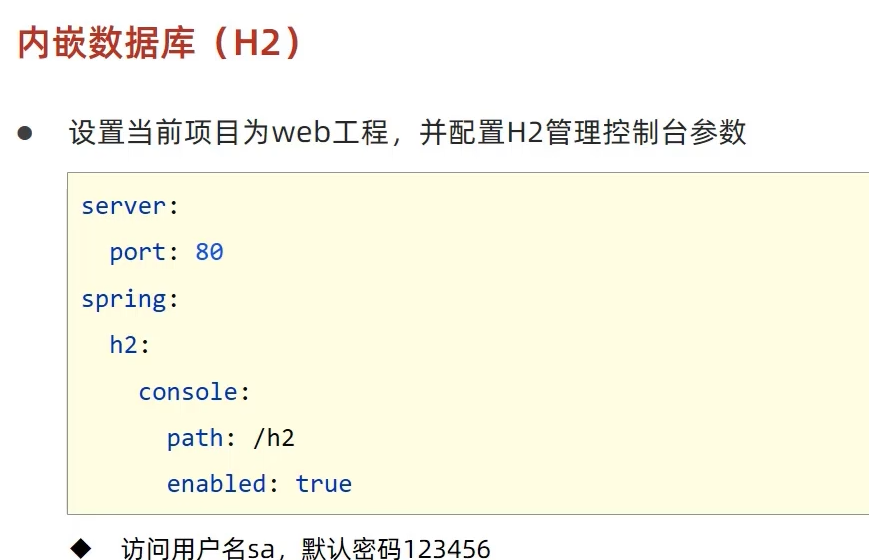 内嵌数据库（H2）
● 设置当前项目为web工程，并配置H2管理控制台参数
server:
  port: 80
spring:
  h2:
    console:
      path: /h2
      enabled: true
◆ 访问用户名sa，默认密码123456